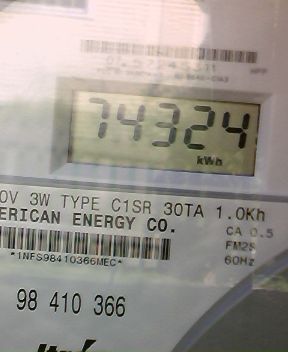 74324
kWh
0V 3W TYPE C1SR 30TA 1.0Kh
ERICAN ENERGY CO.
CA 0.5
FM2S
60Hz
*1NFS98410366MEC*
98 410 366